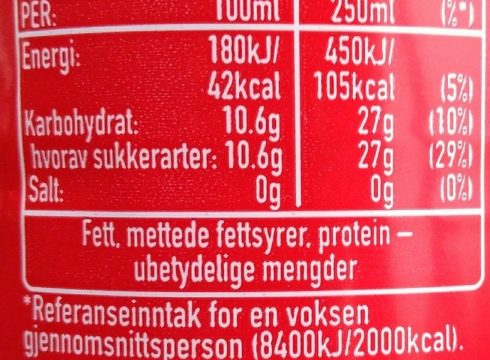 PER: 100ml 250ml (%*)
Energi: 180kJ/ 450kJ/
42kcal 105kcal (5%)
Karbohydrat: 10.6g 27g (10%)
hvorav sukkerarter: 10.6g 27g (29%)
Salt: 0g 0g (0%)
Fett, mettede fettsyrer, protein –
ubetydelige mengder
*Referanseinntak for en voksen
gjennomsnittsperson (8400kJ/2000kcal).